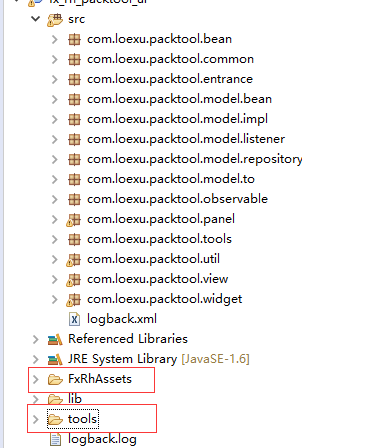 src
com.loexu.packtool.bean
com.loexu.packtool.common
com.loexu.packtool.entrance
com.loexu.packtool.model.bean
com.loexu.packtool.model.impl
com.loexu.packtool.model.listener
com.loexu.packtool.model.repository
com.loexu.packtool.model.to
com.loexu.packtool.observable
com.loexu.packtool.panel
com.loexu.packtool.tools
com.loexu.packtool.util
com.loexu.packtool.view
com.loexu.packtool.widget
logback.xml
Referenced Libraries
JRE System Library [JavaSE-1.6]
FxRhAssets
lib
tools
logback.log